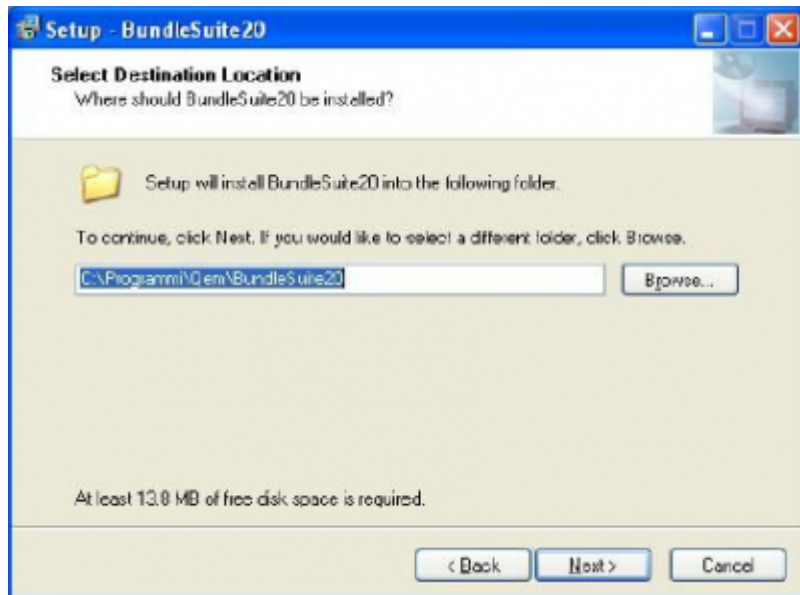 Setup - BundleSuite20
Select Destination Location
Where should BundleSuite20 be installed?
Setup will install BundleSuite20 into the following folder.
To continue, click Next. If you would like to select a different folder, click Browse.
C:\Programmi\Qem\BundleSuite20
Browse...
At least 13.8 MB of free disk space is required.
< Back
Next >
Cancel